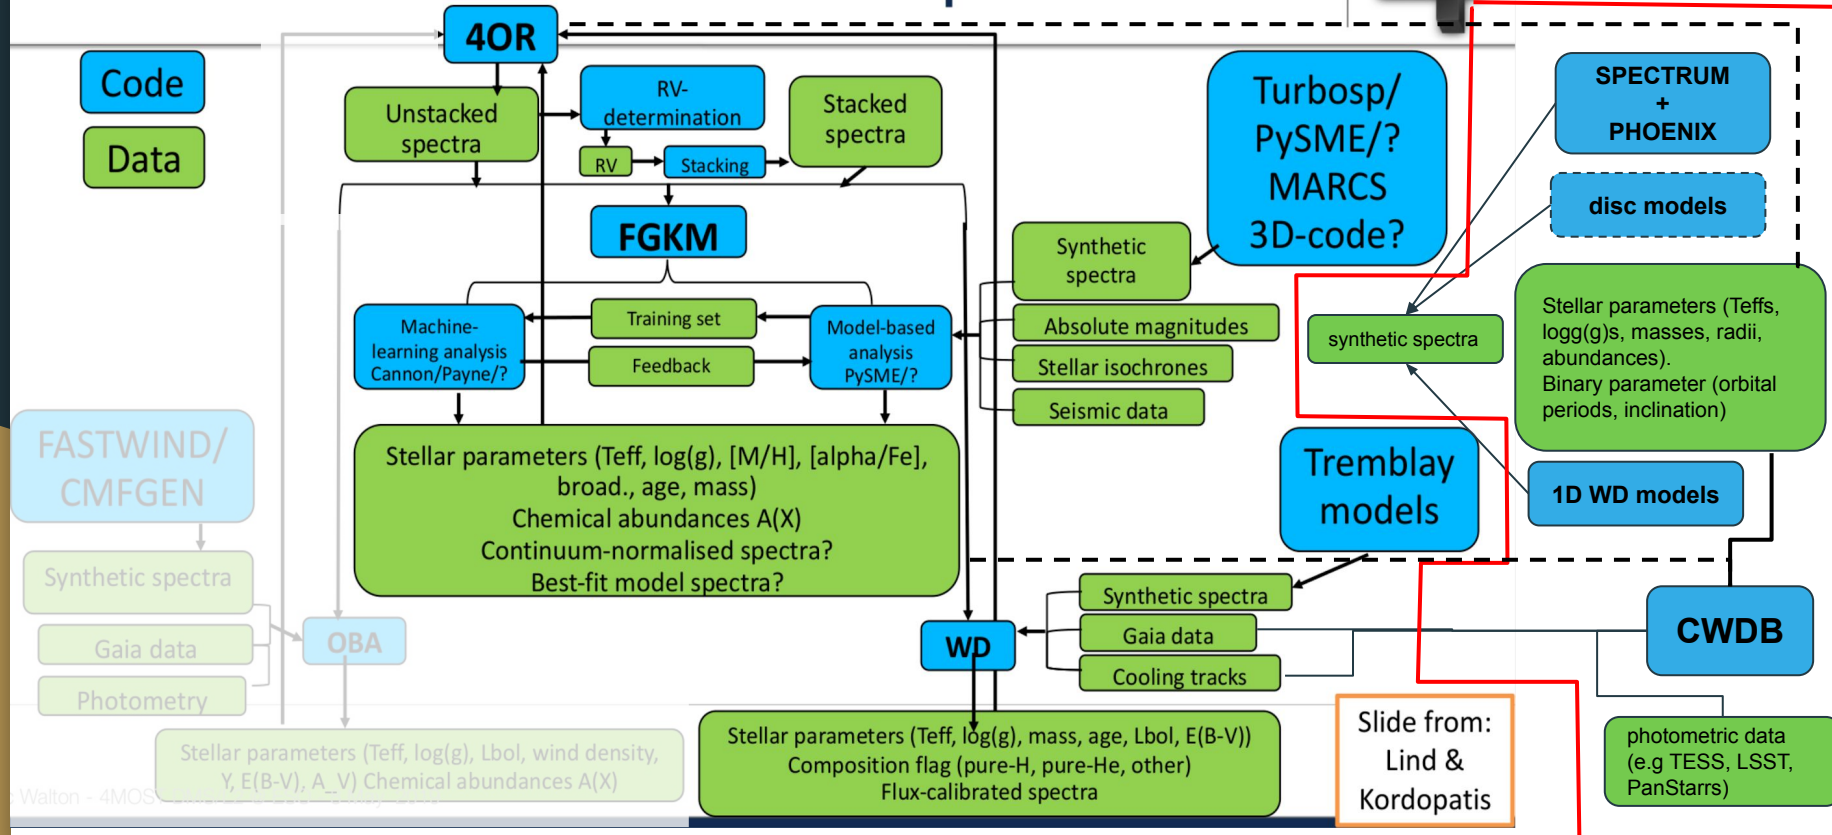 4OR
Code
Data
Unstacked
spectra
RV-
determination
RV
Stacking
Stacked
spectra
FGKM
Machine-
learning analysis
Cannon/Payne/?
Training set
Feedback
Model-based
analysis
PySME/?
Turbosp/
PySME/?
MARCS
3D-code?
Synthetic
spectra
Absolute magnitudes
Stellar isochrones
Seismic data
Stellar parameters (Teff, log(g), [M/H], [alpha/Fe],
broad., age, mass)
Chemical abundances A(X)
Continuum-normalised spectra?
Best-fit model spectra?
FASTWIND/
CMFGEN
Synthetic spectra
Gaia data
Photometry
OBA
Stellar parameters (Teff, log(g), Lbol, wind density,
Y, E(B-V), A_V) Chemical abundances A(X)
Walton - 4MOST
Tremblay
models
Synthetic spectra
Gaia data
Cooling tracks
WD
Stellar parameters (Teff, log(g), mass, age, Lbol, E(B-V))
Composition flag (pure-H, pure-He, other)
Flux-calibrated spectra
Slide from:
Lind &
Kordopatis
SPECTRUM
+
PHOENIX
disc models
synthetic spectra
Stellar parameters (Teffs,
logg(g)s, masses, radii,
abundances).
Binary parameter (orbital
periods, inclination)
1D WD models
CWDB
photometric data
(e.g TESS, LSST,
PanStarrs)